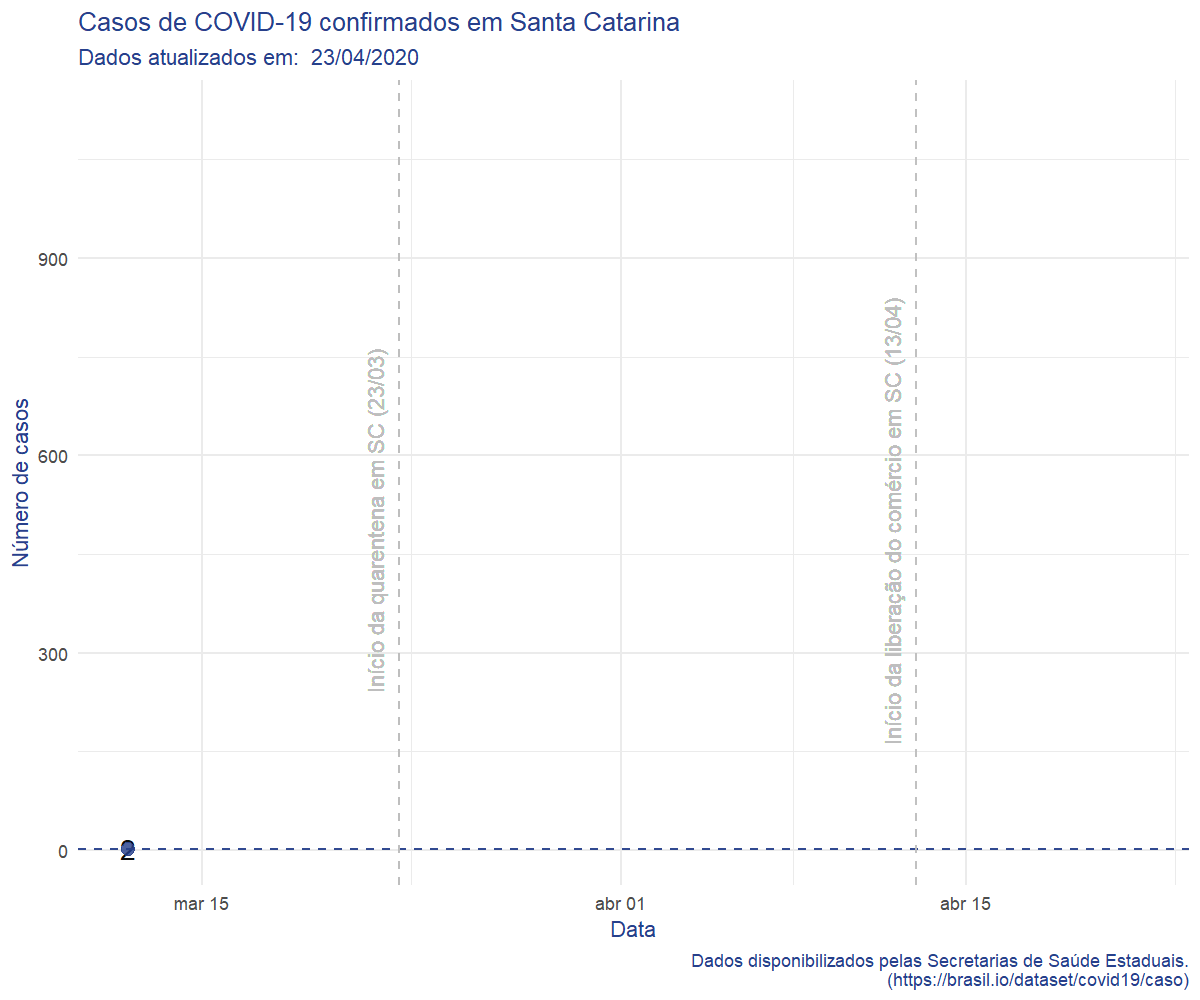 Casos de COVID-19 confirmados em Santa Catarina
Dados atualizados em:  23/04/2020
Número de casos
900
600
300
0
Início da quarentena em SC (23/03)
Início da liberação do comércio em SC (13/04)
2
mar 15
abr 01
abr 15
Data
Dados disponibilizados pelas Secretarias de Saúde Estaduais.
(https://brasil.io/dataset/covid19/caso)